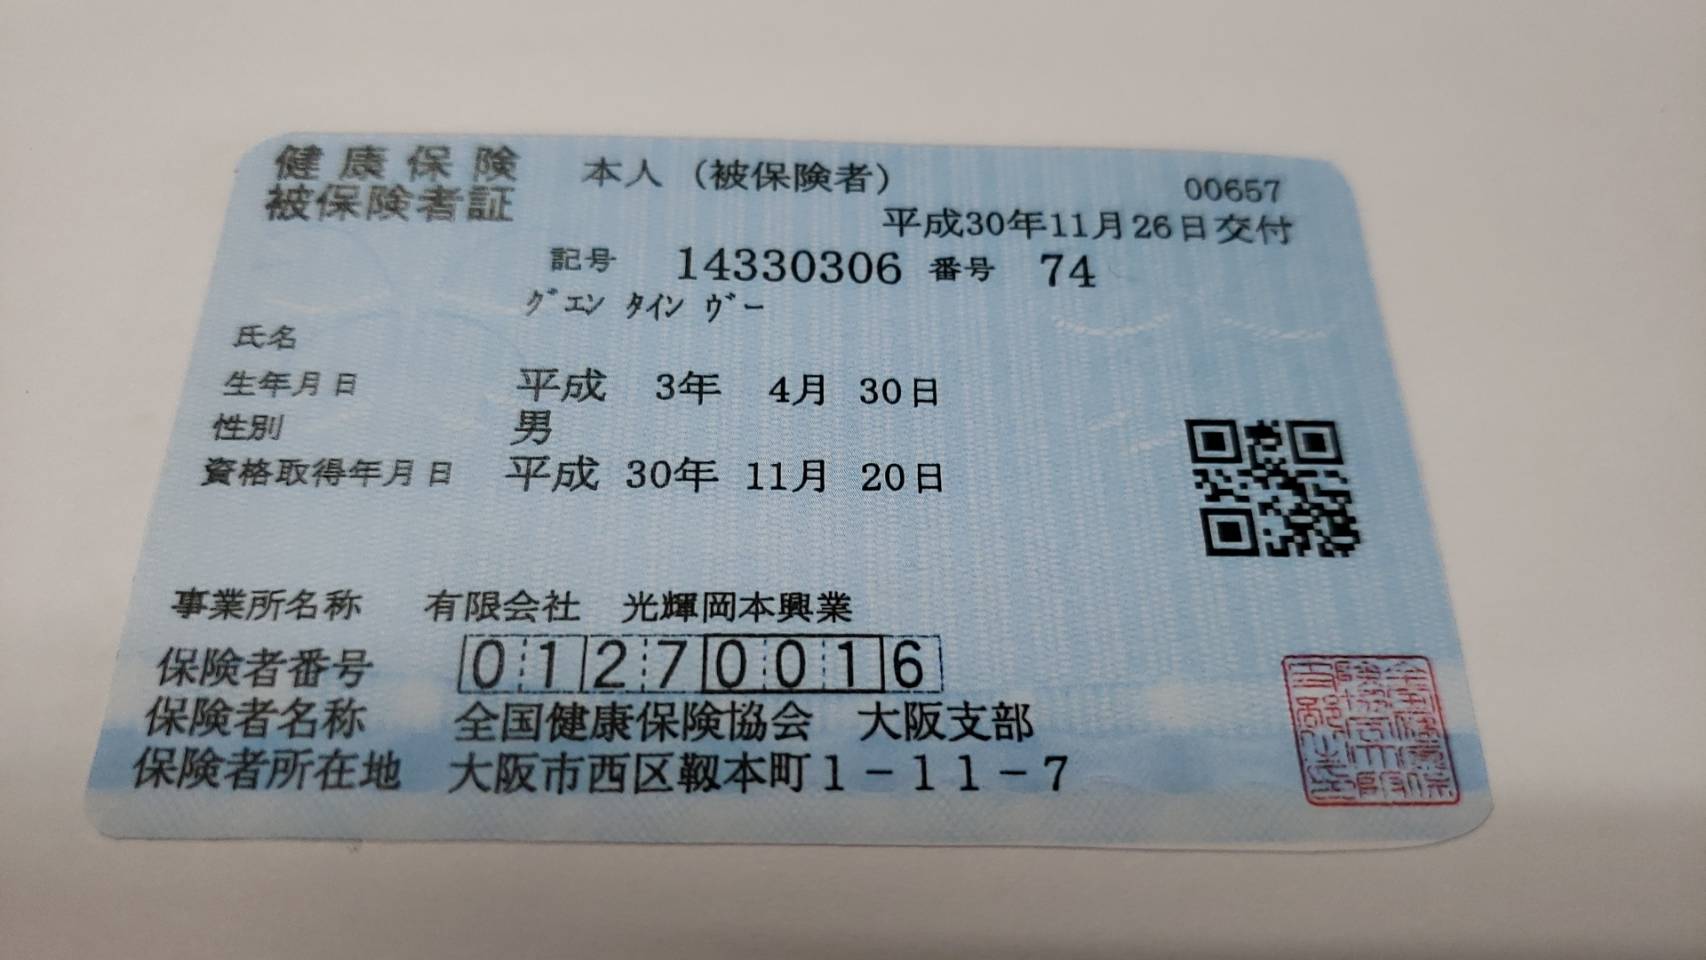 健康保険 本人（被保険者） 00657
被保険者証 平成30年11月26日交付
記号 14330306 番号 74
ｸﾞエン タイン ヴー
氏名
生年月日 平成 3年 4月 30日
性別 男
資格取得年月日 平成 30年 11月 20日
事業所名称 有限会社 光輝岡本興業
保険者番号 01270016
保険者名称 全国健康保険協会 大阪支部
保険者所在地 大阪市西区靱本町1－11－7